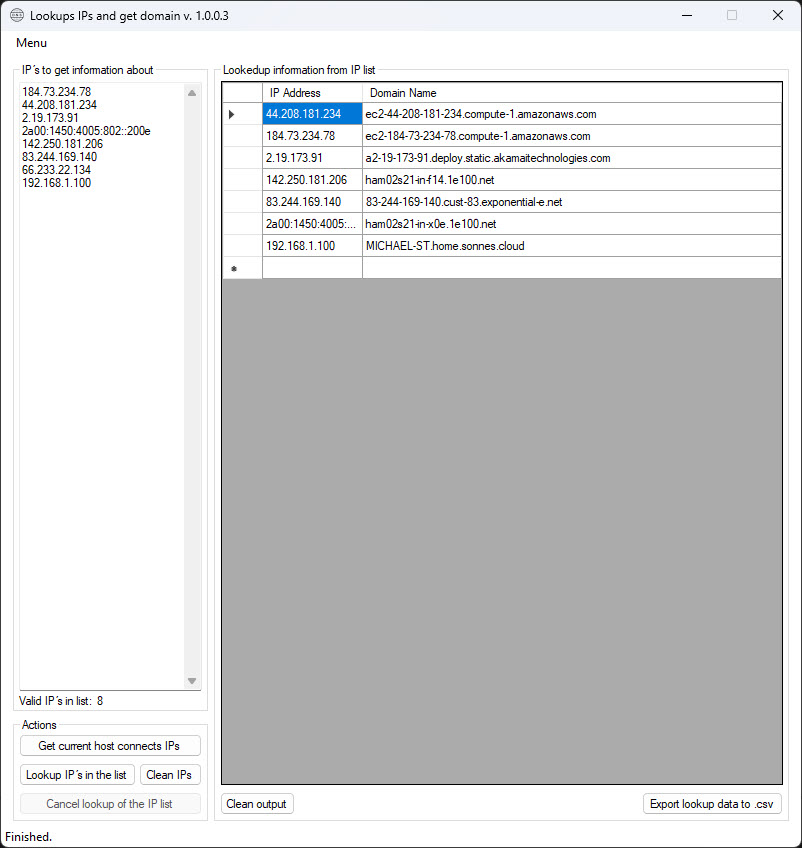 Lookups IPs and get domain v. 1.0.0.3
Menu
IP´s to get information about
184.73.234.78
44.208.181.234
2.19.173.91
2a00:1450:4005:802::200e
142.250.181.206
83.244.169.140
66.233.22.134
192.168.1.100
Valid IP´s in list: 8
Actions
Get current host connects IPs
Lookup IP´s in the list
Clean IPs
Cancel lookup of the IP list
Lookedup information from IP list
IP Address Domain Name
44.208.181.234 ec2-44-208-181-234.compute-1.amazonaws.com
184.73.234.78 ec2-184-73-234-78.compute-1.amazonaws.com
2.19.173.91 a2-19-173-91.deploy.static.akamaitechnologies.com
142.250.181.206 ham02s21-in-f14.1e100.net
83.244.169.140 83-244-169-140.cust-83.exponential-e.net
2a00:1450:4005:... ham02s21-in-x0e.1e100.net
192.168.1.100 MICHAEL-ST.home.sonnes.cloud
Clean output
Export lookup data to .csv
Finished.